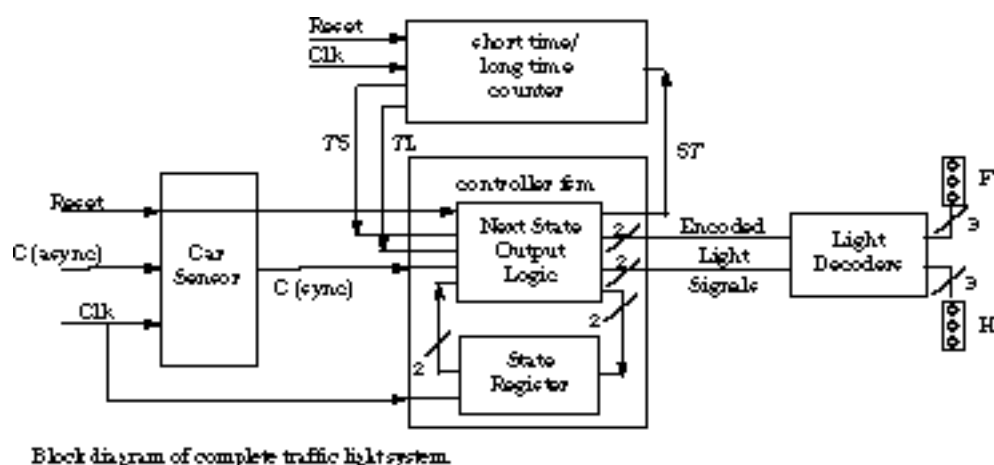 Reset
Clk
short time/
long time
counter
TS
TL
ST
controller fsm
Reset
C (async)
Clk
Car
Sensor
C (sync)
Next State
Output
Logic
2
2
2
2
State
Register
Encoded
Light
Signals
Light
Decoders
F
3
3
H
Block diagram of complete traffic light system.